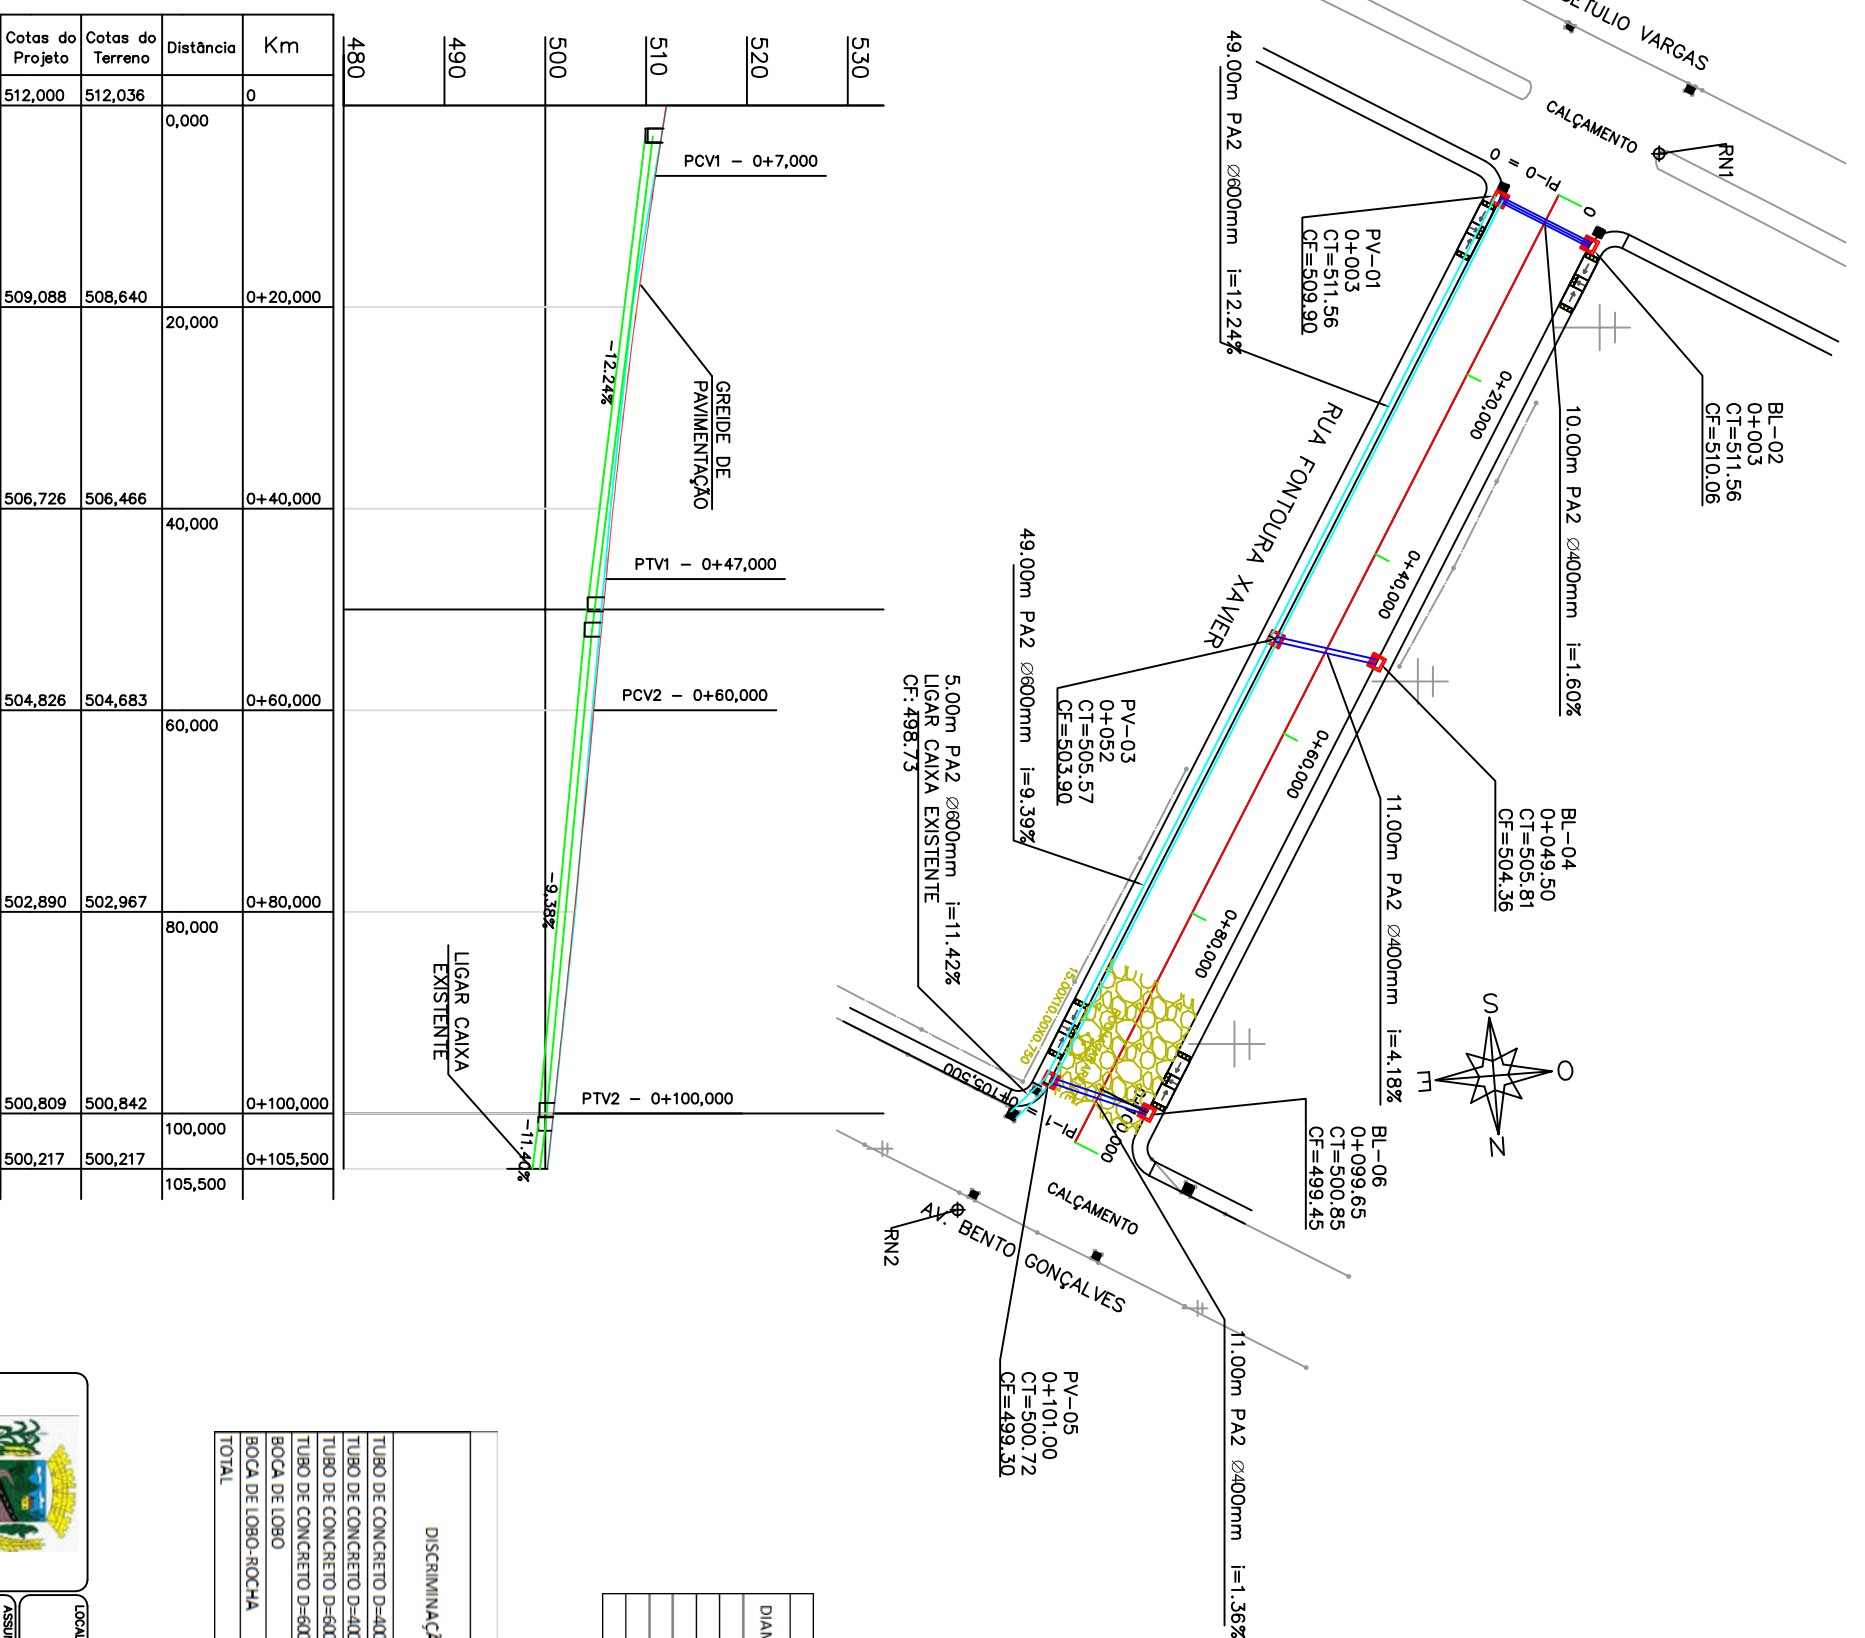 Cotas do Projeto
Cotas do Terreno
Distância
Km
512,000
512,036
0
0,000
509,088
508,640
0+20,000
20,000
506,726
506,466
0+40,000
40,000
504,826
504,683
0+60,000
60,000
502,890
502,967
0+80,000
80,000
500,809
500,842
0+100,000
100,000
500,217
500,217
0+105,500
105,500
480
490
500
510
520
530
PCV1 - 0+7,000
GREIDE DE
PAVIMENTAÇÃO
-12.24%
PTV1 - 0+47,000
PCV2 - 0+60,000
-9.38%
LIGAR CAIXA
EXISTENTE
PTV2 - 0+100,000
-11.40%
VARGAS
CALÇAMENTO
RN1
PI-0 = 0
0
49.00m PA2 Ø600mm i=12.24%
PV-01
0+003
CT=511.56
CF=509.90
BL-02
0+003
CT=511.56
CF=510.06
10.00m PA2 Ø400mm i=1.60%
0+20,000
RUA FONTOURA XAVIER
0+40,000
49.00m PA2 Ø600mm i=9.39%
PV-03
0+052
CT=505.57
CF=503.90
0+60,000
BL-04
0+049.50
CT=505.81
CF=504.36
11.00m PA2 Ø400mm i=4.18%
5.00m PA2 Ø600mm i=11.42%
LIGAR CAIXA EXISTENTE
CF: 498.73
0+80,000
15.00X10.00X0.750
PI-1 = 0+105,500
S
O
E
N
BL-06
0+099.65
CT=500.85
CF=499.45
CALÇAMENTO
AV. BENTO GONÇALVES
RN2
PV-05
0+101.00
CT=500.72
CF=499.30
11.00m PA2 Ø400mm i=1.36%
TUBO DE CONCRETO D=400
TUBO DE CONCRETO D=400
TUBO DE CONCRETO D=600
TUBO DE CONCRETO D=600
BOCA DE LOBO
BOCA DE LOBO-ROCHA
TOTAL